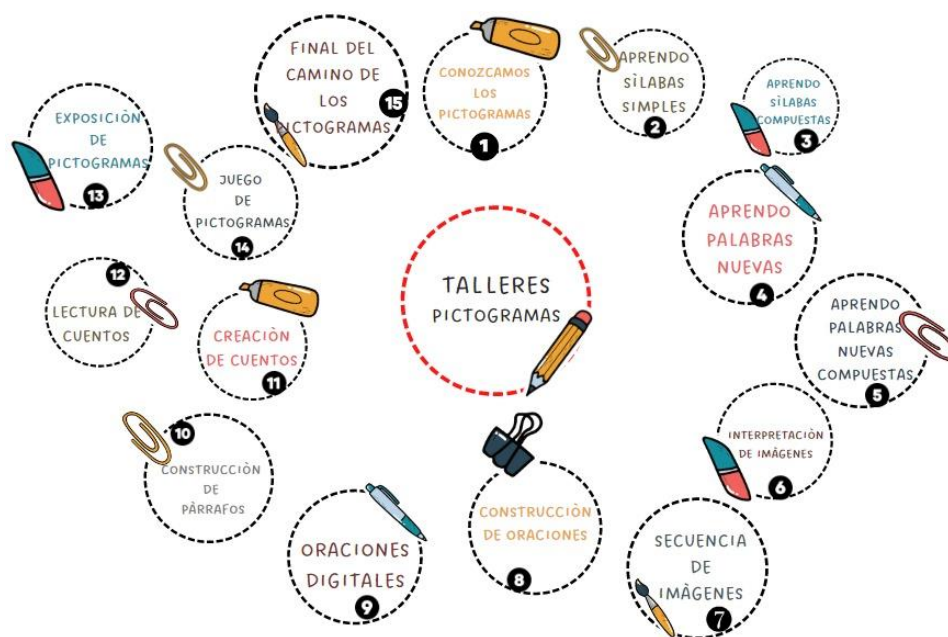 TALLERES
PICTOGRAMAS
CONOZCAMOS
LOS
PICTOGRAMAS
1
APRENDO
SÌLABAS
SIMPLES
2
APRENDO
SÌLABAS
COMPUESTAS
3
APRENDO
PALABRAS
NUEVAS
4
APRENDO
PALABRAS
NUEVAS
COMPUESTAS
5
INTERPRETACIÒN
DE IMÀGENES
6
SECUENCIA
DE
IMÀGENES
7
CONSTRUCCIÒN
DE ORACIONES
8
ORACIONES
DIGITALES
9
10
CONSTRUCCIÒN
DE
PÀRRAFOS
CREACIÒN
DE CUENTOS
11
12
LECTURA DE
CUENTOS
EXPOSICIÒN
DE
PICTOGRAMAS
13
JUEGO
DE
PICTOGRAMAS
14
FINAL DEL
CAMINO DE
LOS
PICTOGRAMAS
15